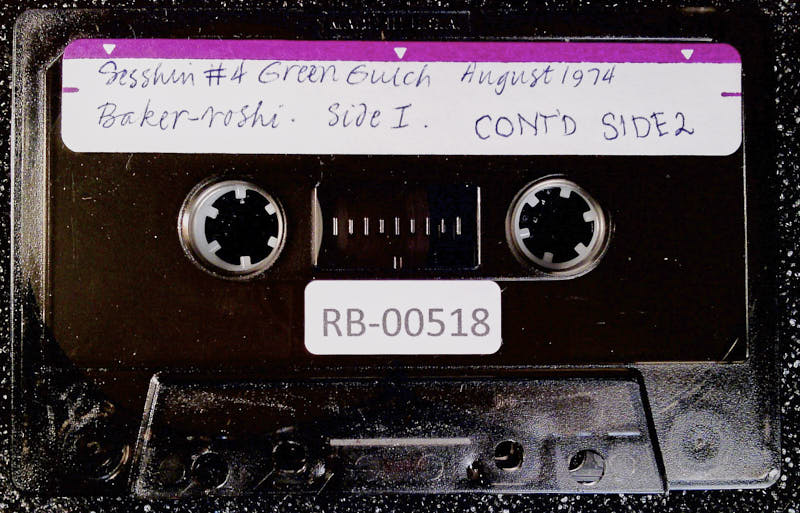 Sesshin #4 Green Gulch August 1974
Baker-roshi. Side I. CONT'D SIDE 2
RB-00518